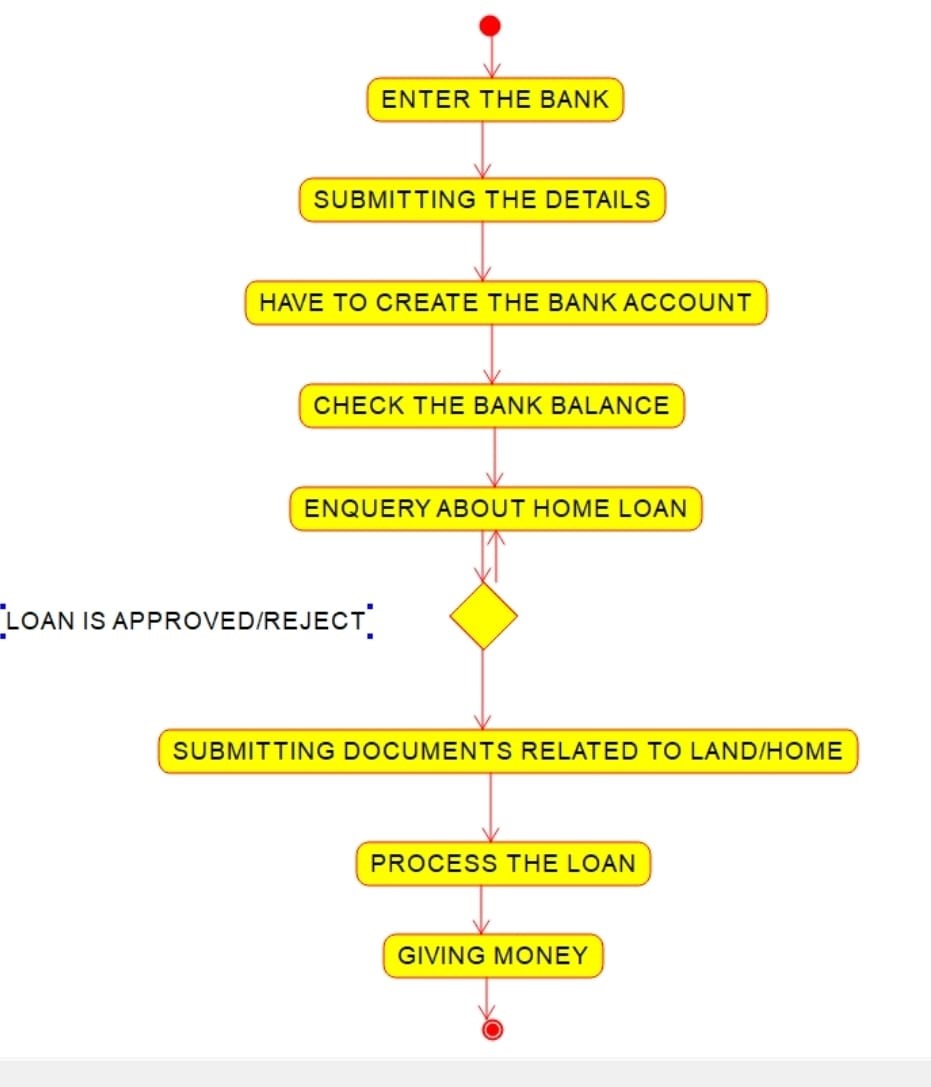 ENTER THE BANK
SUBMITTING THE DETAILS
HAVE TO CREATE THE BANK ACCOUNT
CHECK THE BANK BALANCE
ENQUERY ABOUT HOME LOAN
LOAN IS APPROVED/REJECT
SUBMITTING DOCUMENTS RELATED TO LAND/HOME
PROCESS THE LOAN
GIVING MONEY